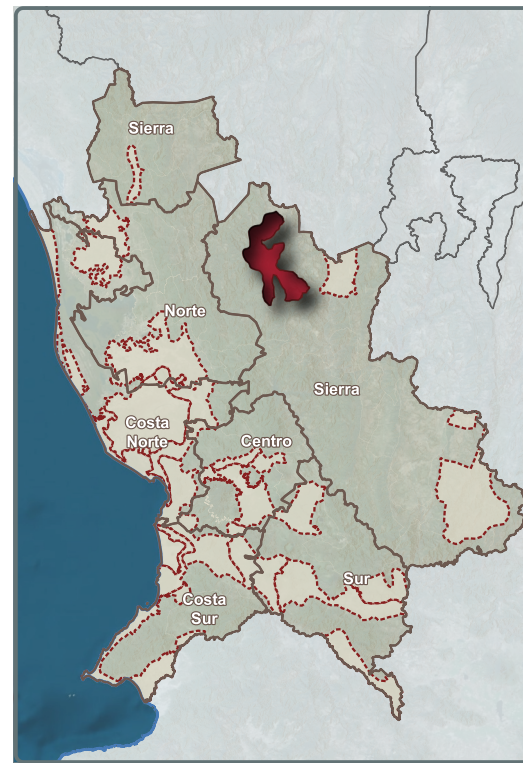 Sierra
Norte
Sierra
Costa
Norte
Centro
Sur
Costa
Sur